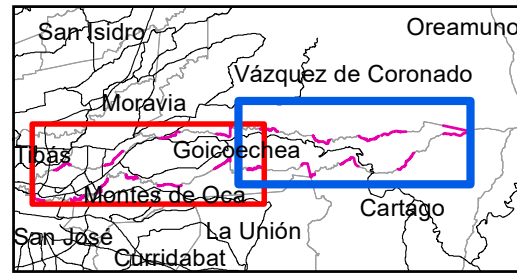 San Isidro
Oreamuno
Vázquez de Coronado
Moravia
Tibás
Goicoechea
Montes de Oca
Cartago
San José
La Unión
Curridabat